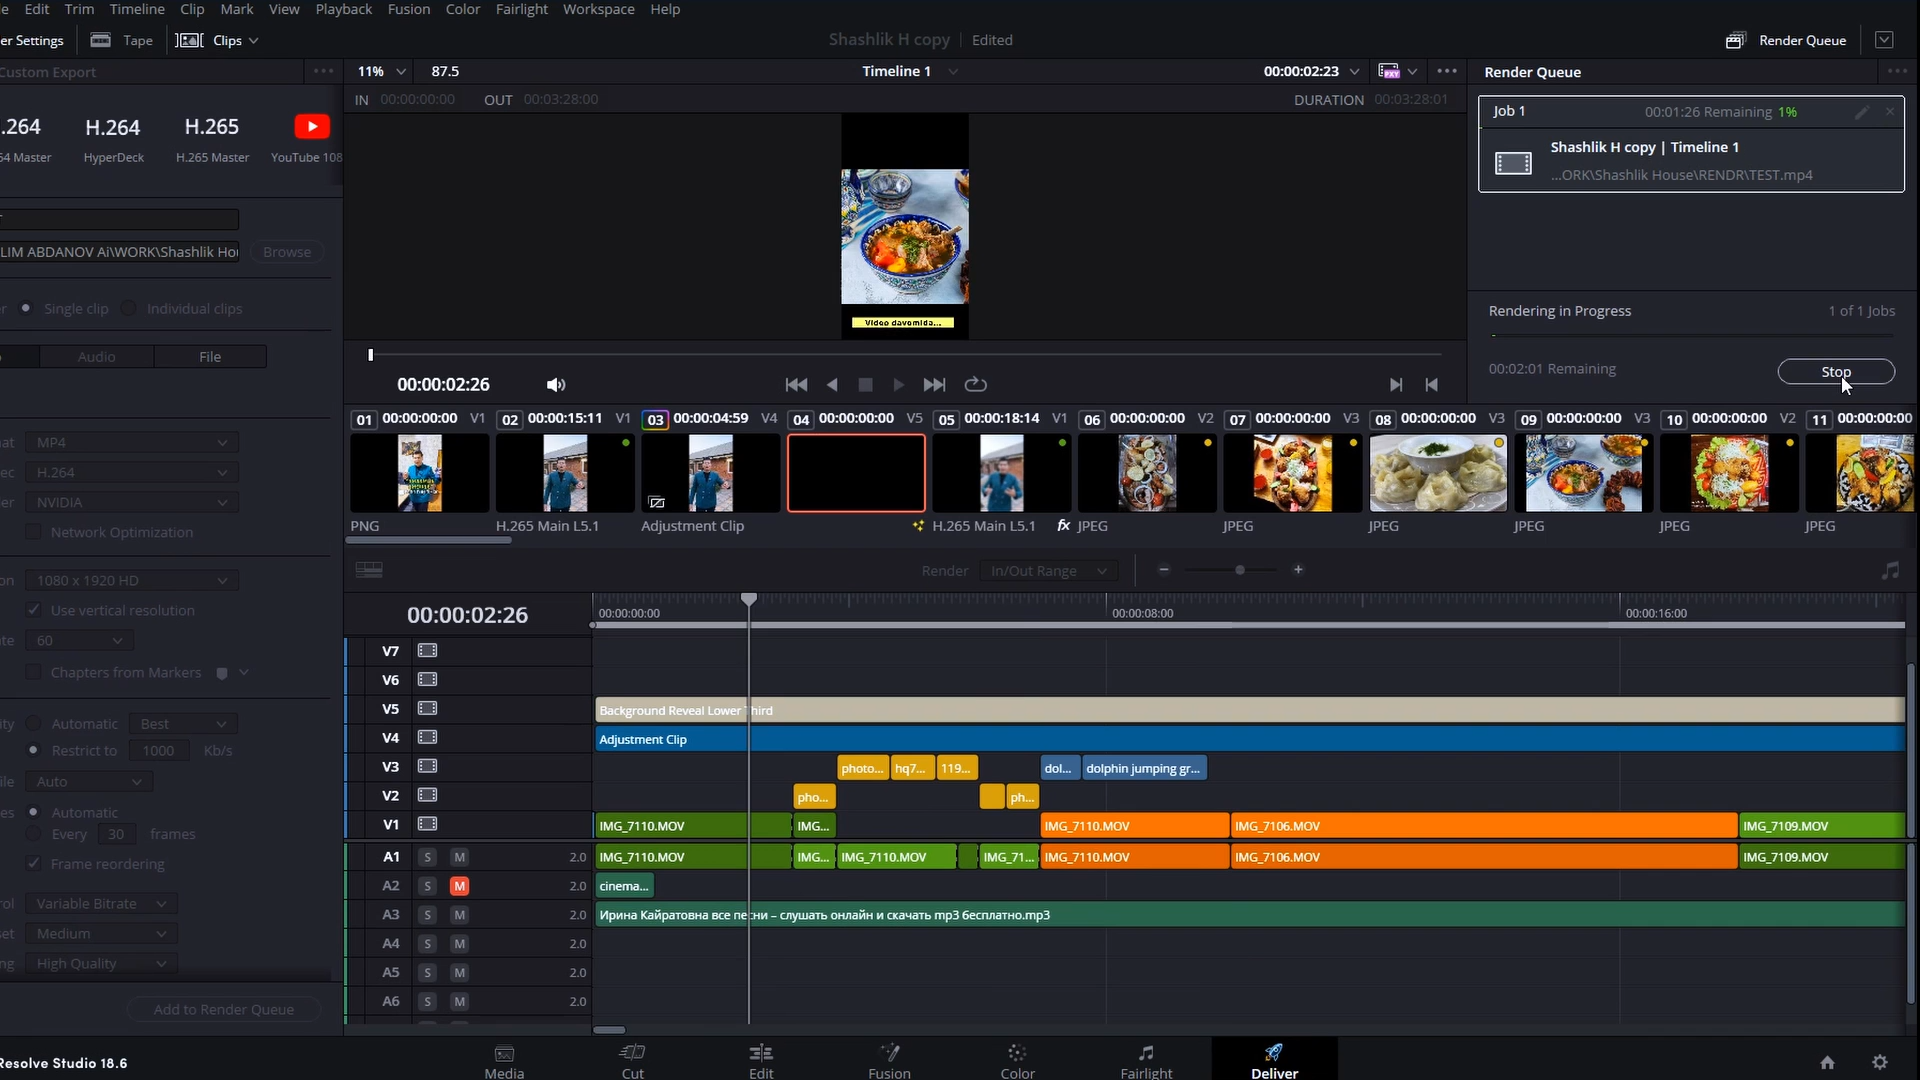 Edit Trim Timeline Clip Mark View Playback Fusion Color Fairlight Workspace Help
er Settings Tape Clips Shashlik H copy Edited Render Queue
Custom Export 11% 87.5 Timeline 1 00:00:02:23 Render Queue
IN 00:00:00:00 OUT 00:03:28:00 DURATION 00:03:28:01
Job 1 00:01:26 Remaining 1%
.264 H.264 H.265
64 Master HyperDeck H.265 Master YouTube 108
Shashlik H copy | Timeline 1
...ORK\Shashlik House\RENDR\TEST.mp4
LIM ABDANOV Ai\WORK\Shashlik Hou Browse
Single clip Individual clips
Audio File
Video davomida...
Rendering in Progress 1 of 1 Jobs
00:02:01 Remaining Stop
00:00:02:26
01 00:00:00:00 V1 02 00:00:15:11 V1 03 00:00:04:59 V4 04 00:00:00:00 V5 05 00:00:18:14 V1 06 00:00:00:00 V2 07 00:00:00:00 V3 08 00:00:00:00 V3 09 00:00:00:00 V3 10 00:00:00:00 V2 11 00:00:00:00
PNG H.265 Main L5.1 Adjustment Clip H.265 Main L5.1 fx JPEG JPEG JPEG JPEG JPEG JPEG
at MP4
ec H.264
er NVIDIA
Network Optimization
on 1080 x 1920 HD
Use vertical resolution
te 60
Chapters from Markers
ity Automatic Best
Restrict to 1000 Kb/s
ile Auto
es Automatic
Every 30 frames
Frame reordering
ol Variable Bitrate
set Medium
ng High Quality
Add to Render Queue
Render In/Out Range
00:00:02:26 00:00:00:00 00:00:08:00 00:00:16:00
V7
V6
V5 Background Reveal Lower Third
V4 Adjustment Clip
V3 photo... hq7... 119... dol... dolphin jumping gr...
V2 pho... ph...
V1 IMG_7110.MOV IMG... IMG_7110.MOV IMG_7106.MOV IMG_7109.MOV
A1 S M 2.0 IMG_7110.MOV IMG... IMG_7110.MOV IMG_71... IMG_7110.MOV IMG_7106.MOV IMG_7109.MOV
A2 S M 2.0 cinema...
A3 S M 2.0 Ирина Кайратовна все песни – слушать онлайн и скачать mp3 бесплатно.mp3
A4 S M 2.0
A5 S M 2.0
A6 S M 2.0
Resolve Studio 18.6
Media Cut Edit Fusion Color Fairlight Deliver